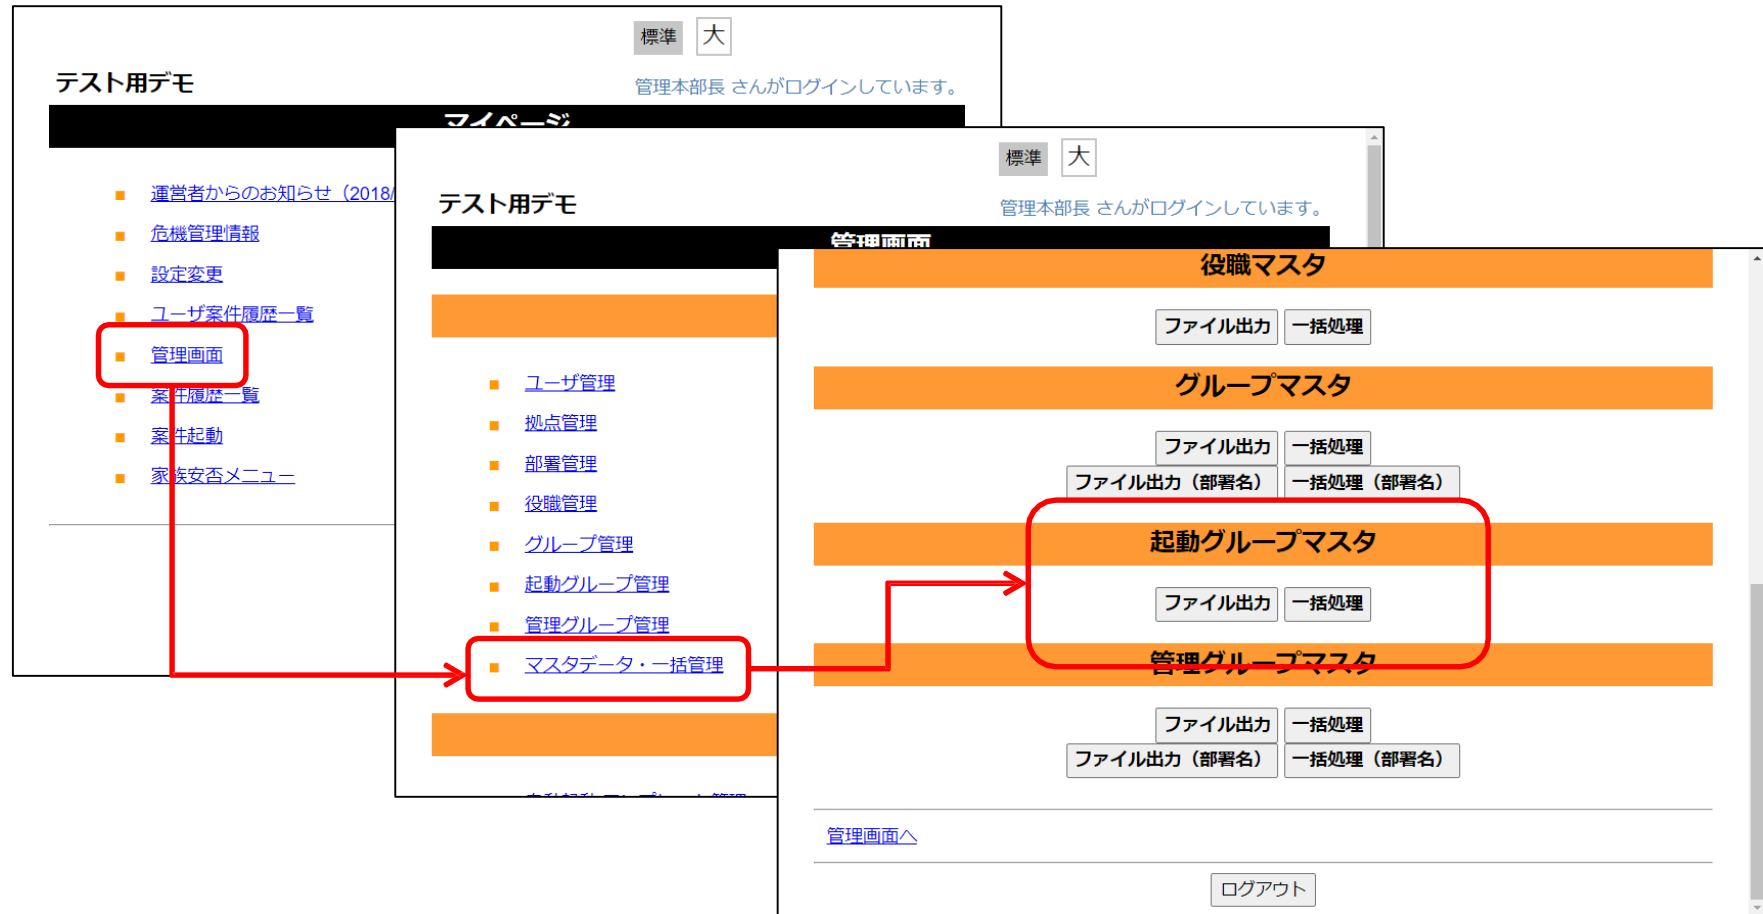 標準 大
テスト用デモ
管理本部長 さんがログインしています。
マイページ
運営者からのお知らせ（2018/
危機管理情報
設定変更
ユーザ案件履歴一覧
管理画面
案件履歴一覧
案件起動
家族安否メニュー
標準 大
テスト用デモ
管理本部長 さんがログインしています。
管理画面
ユーザ管理
拠点管理
部署管理
役職管理
グループ管理
起動グループ管理
管理グループ管理
マスタデータ・一括管理
役職マスタ
ファイル出力 一括処理
グループマスタ
ファイル出力 一括処理
ファイル出力（部署名） 一括処理（部署名）
起動グループマスタ
ファイル出力 一括処理
管理グループマスタ
ファイル出力 一括処理
ファイル出力（部署名） 一括処理（部署名）
管理画面へ
ログアウト